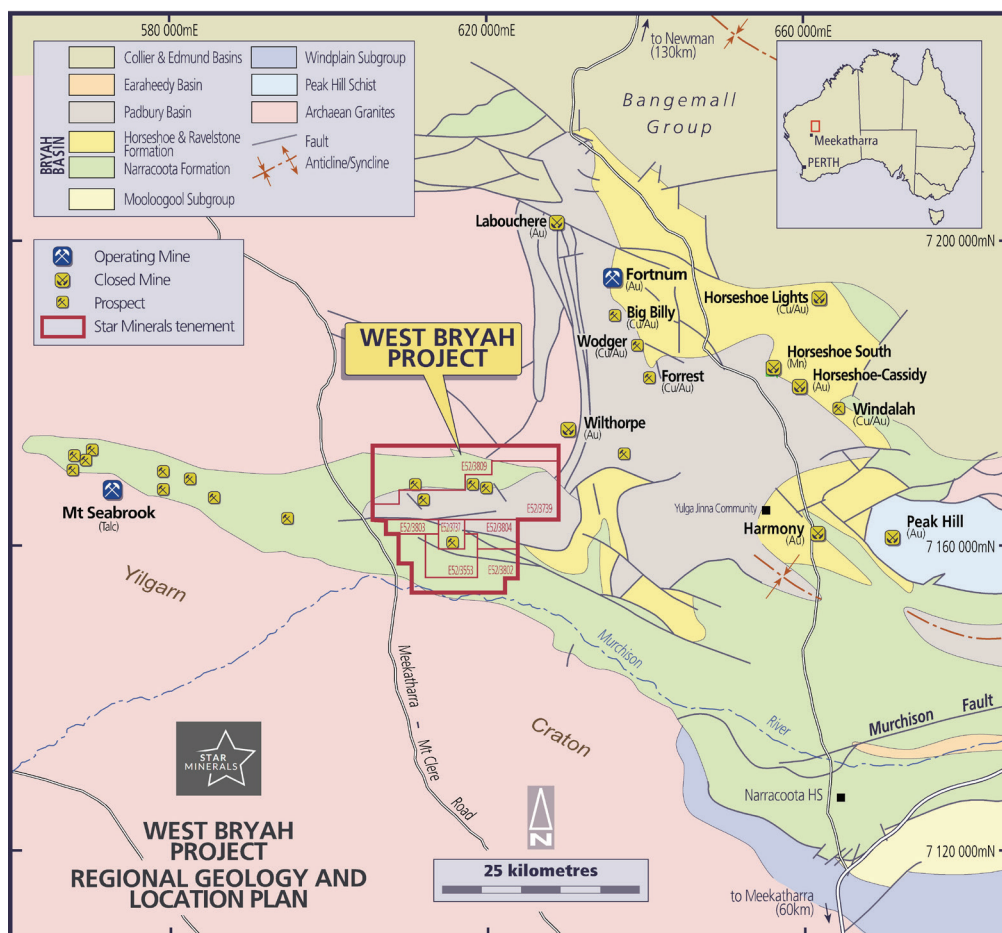 580 000mE
620 000mE
660 000mE
Collier & Edmund Basins
Earaheedy Basin
Padbury Basin
BRYAH
BASIN
Horseshoe & Ravelstone
Formation
Narracoota Formation
Mooloogool Subgroup
Windplain Subgroup
Peak Hill Schist
Archaean Granites
Fault
Anticline/Syncline
to Newman
(130km)
Bangemall
Group
Meekatharra
PERTH
Operating Mine
Closed Mine
Prospect
Star Minerals tenement
Labouchere
(Au)
7 200 000mN
Fortnum
(Au)
Big Billy
(Cu/Au)
Horseshoe Lights
(Cu/Au)
WEST BRYAH
PROJECT
Wodger
(Cu/Au)
Forrest
(Cu/Au)
Horseshoe South
(Mn)
Horseshoe-Cassidy
(Au)
Windalah
(Cu/Au)
Wilthorpe
(Au)
E52/3809
E52/3739
E52/3803
E52/3737
E52/3804
E52/3553
E52/3802
Mt Seabrook
(Talc)
Yulga Jinna Community
Harmony
(Au)
Peak Hill
(Au)
7 160 000mN
Yilgarn
Craton
Murchison
River
Murchison Fault
Meekatharra – Mt Clere Road
STAR
MINERALS
Narracoota HS
WEST BRYAH
PROJECT
REGIONAL GEOLOGY AND
LOCATION PLAN
N
25 kilometres
7 120 000mN
to Meekatharra
(60km)